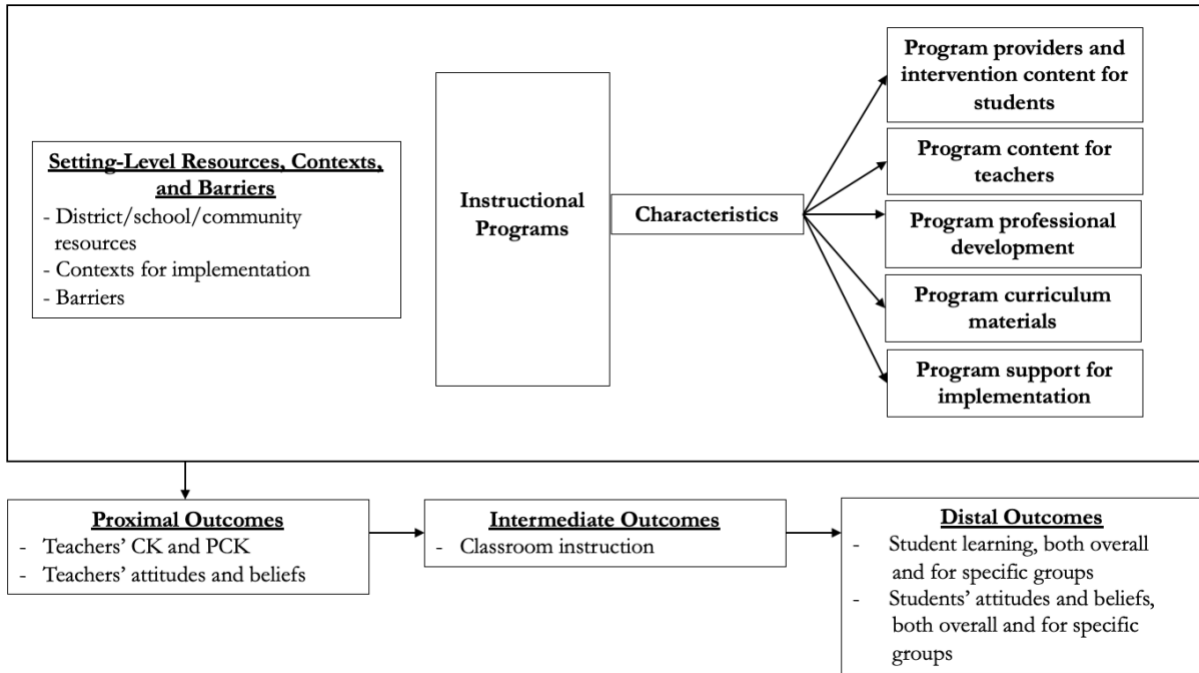 Setting-Level Resources, Contexts,
and Barriers
- District/school/community
resources
- Contexts for implementation
- Barriers
Instructional
Programs
Characteristics
Program providers and
intervention content for
students
Program content for
teachers
Program professional
development
Program curriculum
materials
Program support for
implementation
Proximal Outcomes
- Teachers’ CK and PCK
- Teachers’ attitudes and beliefs
Intermediate Outcomes
- Classroom instruction
Distal Outcomes
- Student learning, both overall
and for specific groups
- Students’ attitudes and beliefs,
both overall and for specific
groups